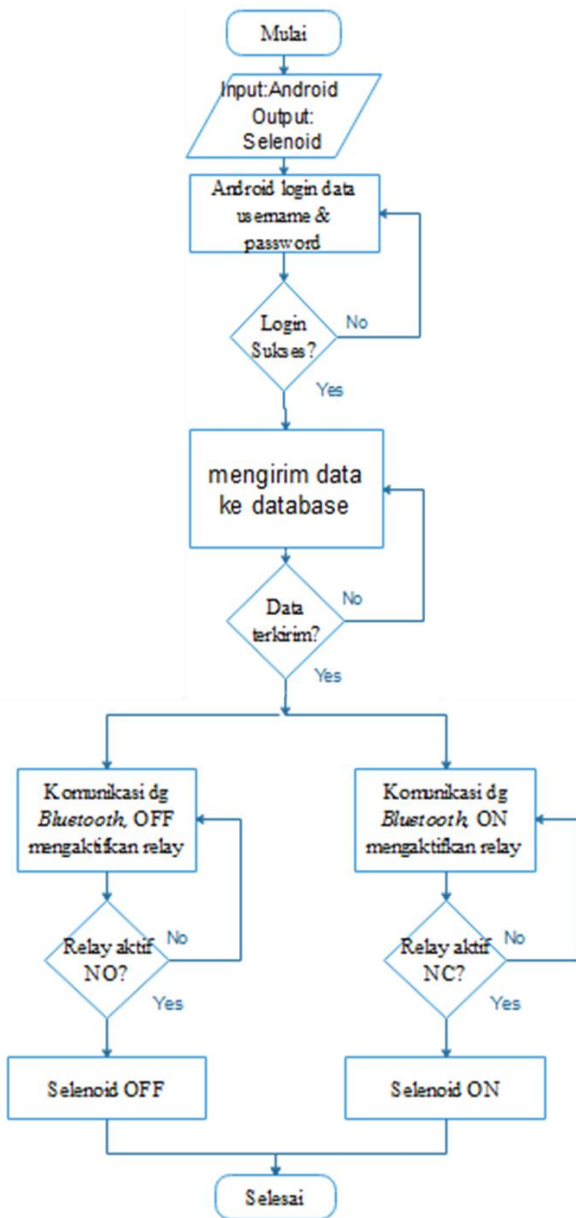 Mulai
Input:Android
Output:
Selenoid
Android login data
username &
password
Login
Sukses?
No
Yes
mengirim data
ke database
Data
terkirim?
No
Yes
Komunikasi dg
Bluetooth, OFF
mengaktifkan relay
Relay aktif
NO?
No
Yes
Selenoid OFF
Komunikasi dg
Bluetooth, ON
mengaktifkan relay
Relay aktif
NC?
No
Yes
Selenoid ON
Selesai